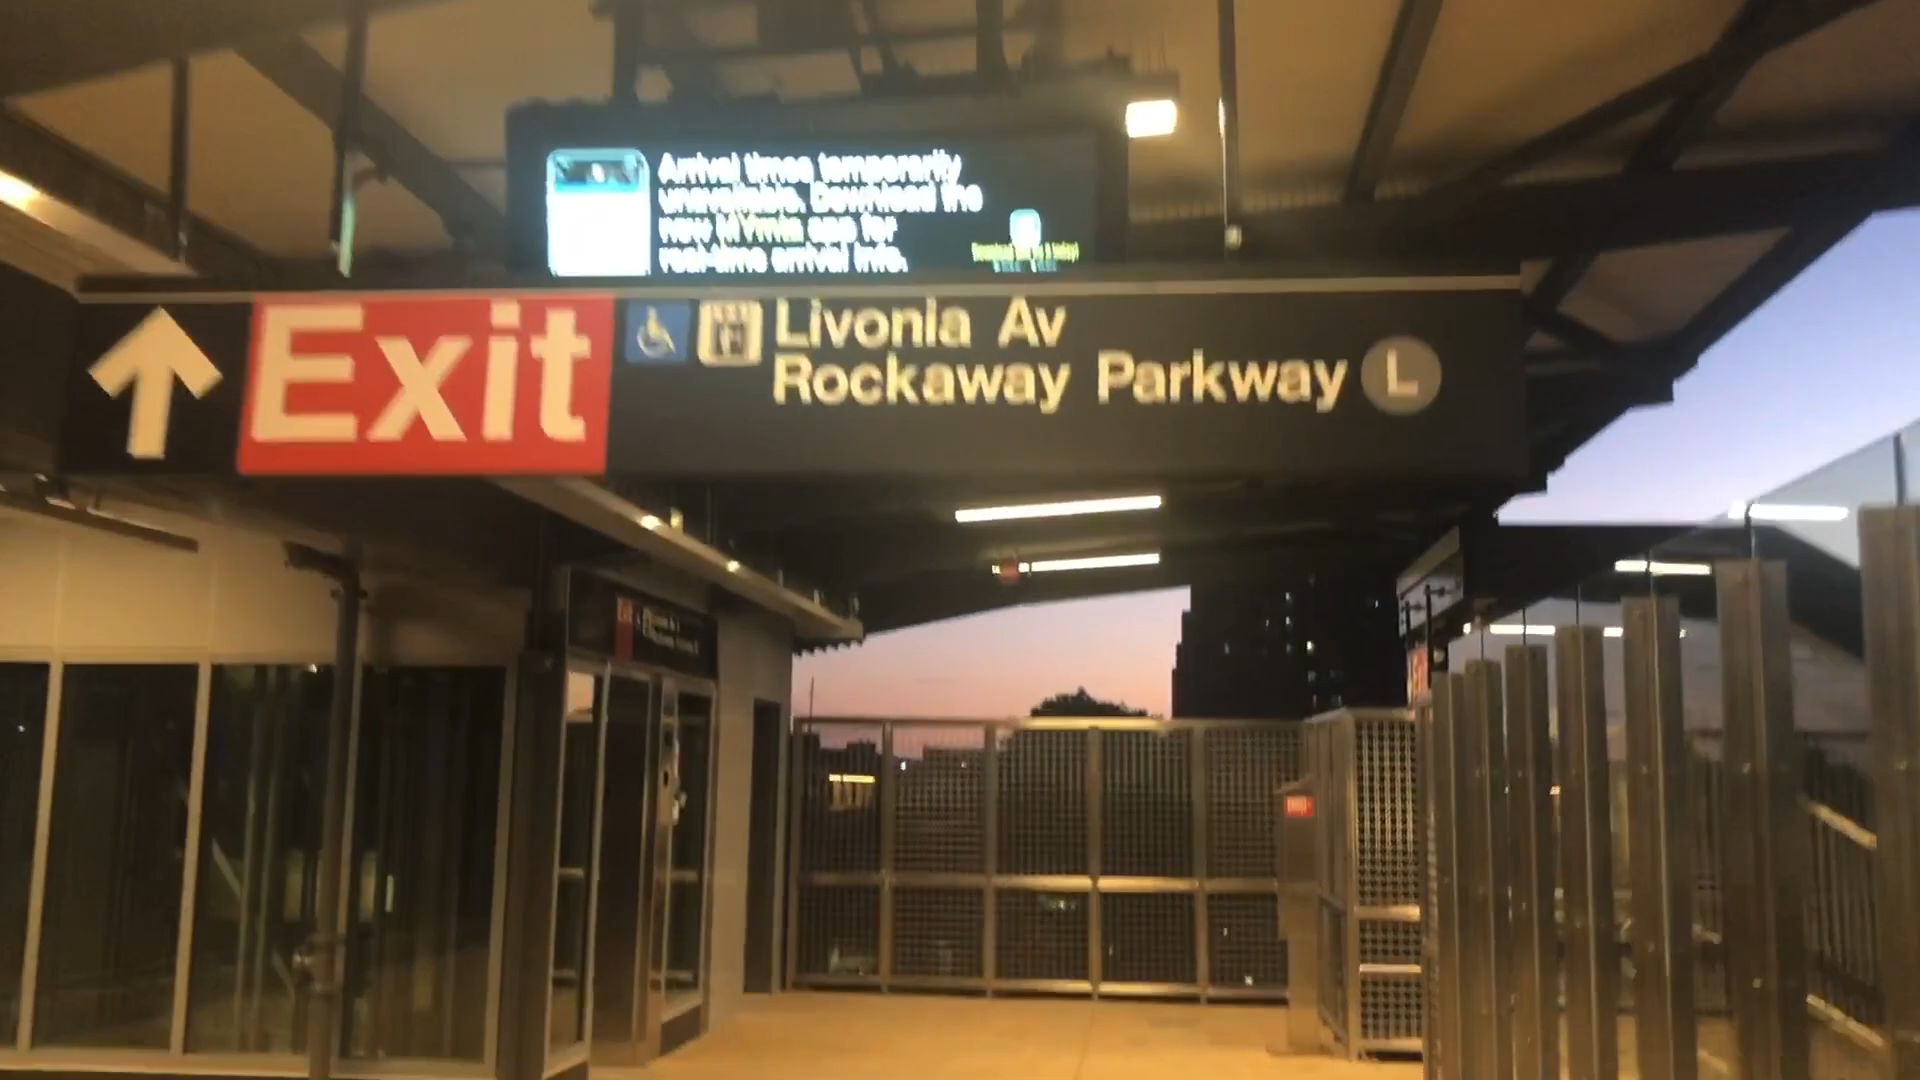 Arrival times temporarily
unavailable. Download the
new MYmta app for
real-time arrival info.
Exit
Livonia Av
Rockaway Parkway L